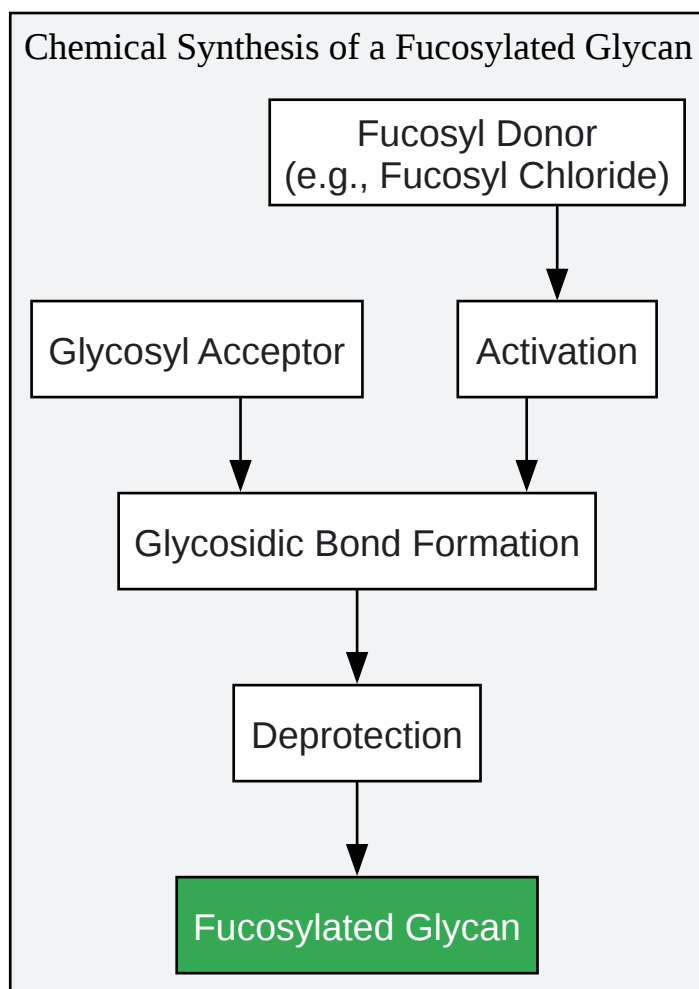 Chemical Synthesis of a Fucosylated Glycan
Fucosyl Donor
(e.g., Fucosyl Chloride)
Glycosyl Acceptor
Activation
Glycosidic Bond Formation
Deprotection
Fucosylated Glycan